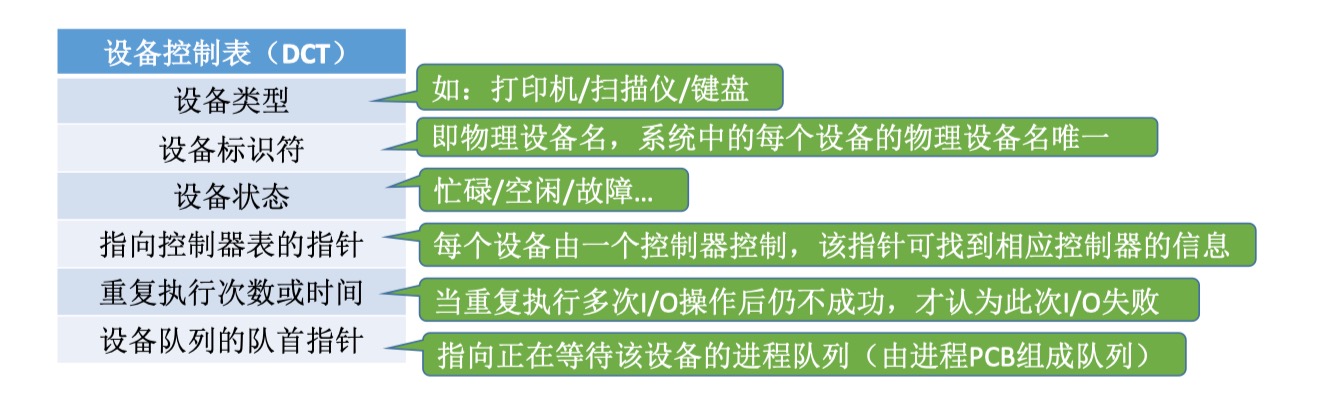 设备控制表（DCT）
设备类型
如：打印机/扫描仪/键盘
设备标识符
即物理设备名，系统中的每个设备的物理设备名唯一
设备状态
忙碌/空闲/故障…
指向控制器表的指针
每个设备由一个控制器控制，该指针可找到相应控制器的信息
重复执行次数或时间
当重复执行多次I/O操作后仍不成功，才认为此次I/O失败
设备队列的队首指针
指向正在等待该设备的进程队列（由进程PCB组成队列）